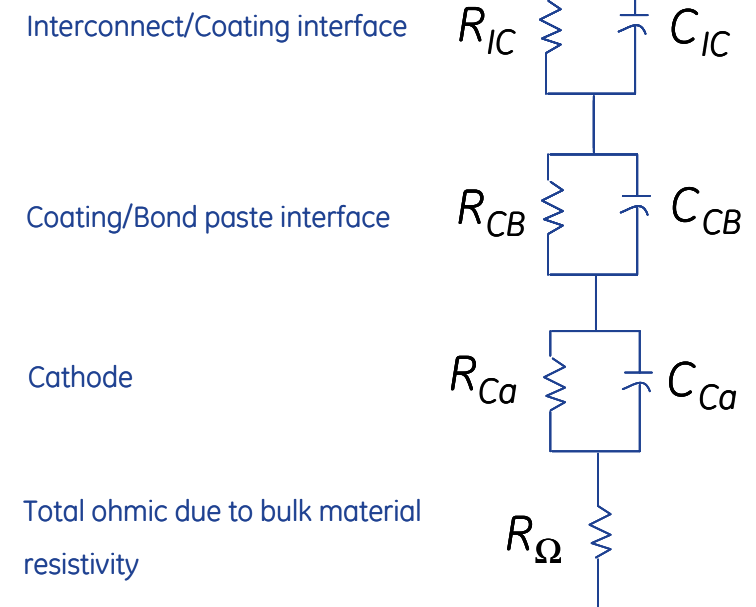 Interconnect/Coating interface R_IC C_IC
Coating/Bond paste interface R_CB C_CB
Cathode R_Ca C_Ca
Total ohmic due to bulk material
resistivity R_Ω